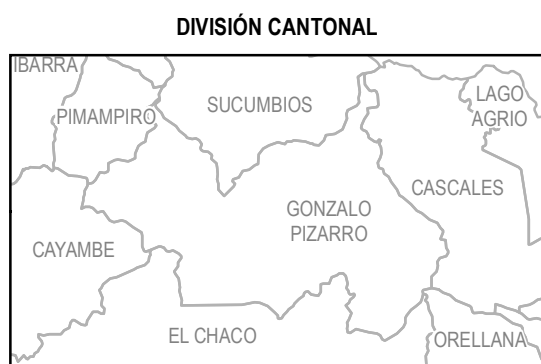 DIVISIÓN CANTONAL
IBARRA
PIMAMPIRO
SUCUMBIOS
LAGO
AGRIO
CASCALES
GONZALO
PIZARRO
CAYAMBE
EL CHACO
ORELLANA